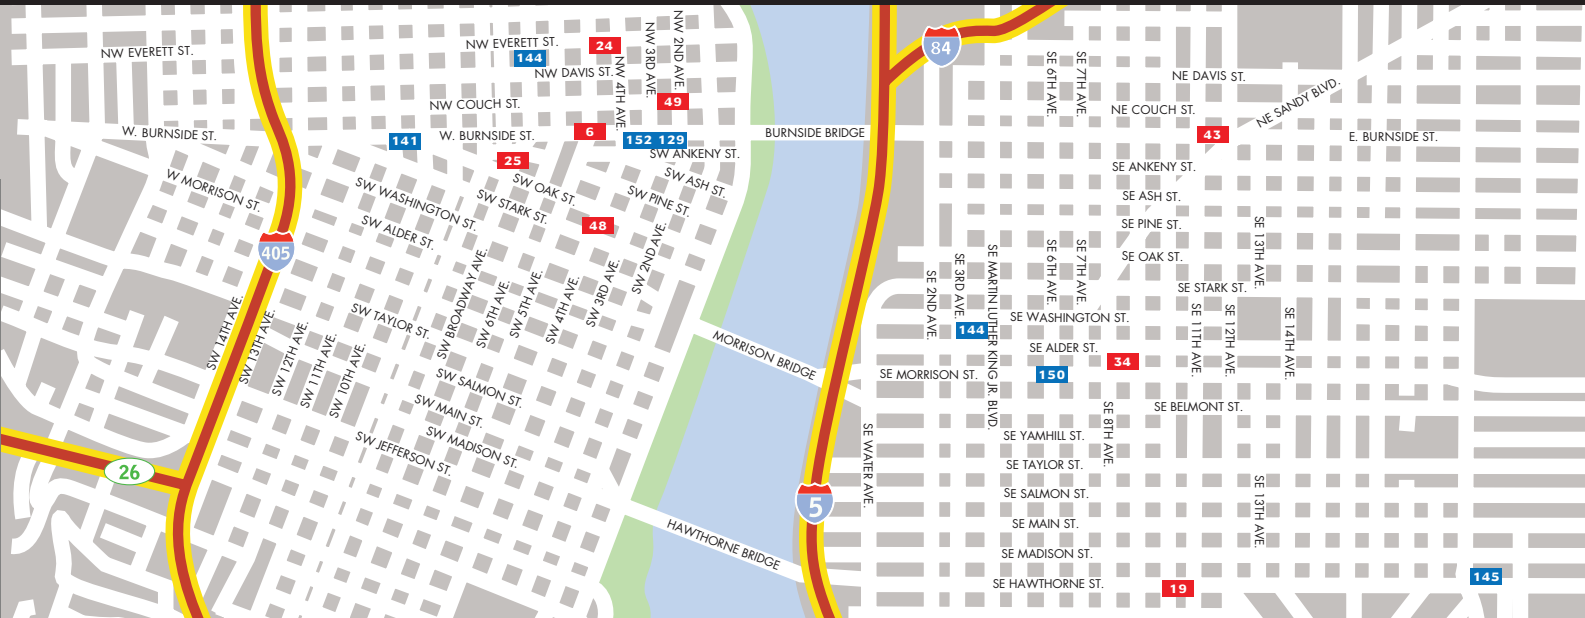 NW EVERETT ST.
NW EVERETT ST.
144
24
NW DAVIS ST.
NW 4TH AVE.
NW 3RD AVE.
NW 2ND AVE.
NW COUCH ST.
49
W. BURNSIDE ST.
141
W. BURNSIDE ST.
6
152 129
SW ANKENY ST.
BURNSIDE BRIDGE
25
W MORRISON ST.
SW WASHINGTON ST.
SW ALDER ST.
SW OAK ST.
SW STARK ST.
SW ASH ST.
SW PINE ST.
48
405
SW 14TH AVE.
SW 13TH AVE.
SW 12TH AVE.
SW 11TH AVE.
SW 10TH AVE.
SW TAYLOR ST.
SW BROADWAY AVE.
SW 6TH AVE.
SW 5TH AVE.
SW 4TH AVE.
SW 3RD AVE.
SW 2ND AVE.
SW SALMON ST.
SW MAIN ST.
SW MADISON ST.
SW JEFFERSON ST.
26
MORRISON BRIDGE
HAWTHORNE BRIDGE
5
84
SE 6TH AVE.
SE 7TH AVE.
NE DAVIS ST.
NE COUCH ST.
NE SANDY BLVD.
43
E. BURNSIDE ST.
SE ANKENY ST.
SE ASH ST.
SE PINE ST.
SE OAK ST.
SE STARK ST.
SE 13TH AVE.
SE 2ND AVE.
SE 3RD AVE.
SE MARTIN LUTHER KING JR. BLVD.
SE 6TH AVE.
SE 7TH AVE.
SE WASHINGTON ST.
144
SE ALDER ST.
34
SE 11TH AVE.
SE 12TH AVE.
SE 14TH AVE.
SE MORRISON ST.
150
SE BELMONT ST.
SE 8TH AVE.
SE WATER AVE.
SE YAMHILL ST.
SE TAYLOR ST.
SE SALMON ST.
SE MAIN ST.
SE MADISON ST.
SE HAWTHORNE ST.
SE 13TH AVE.
19
145